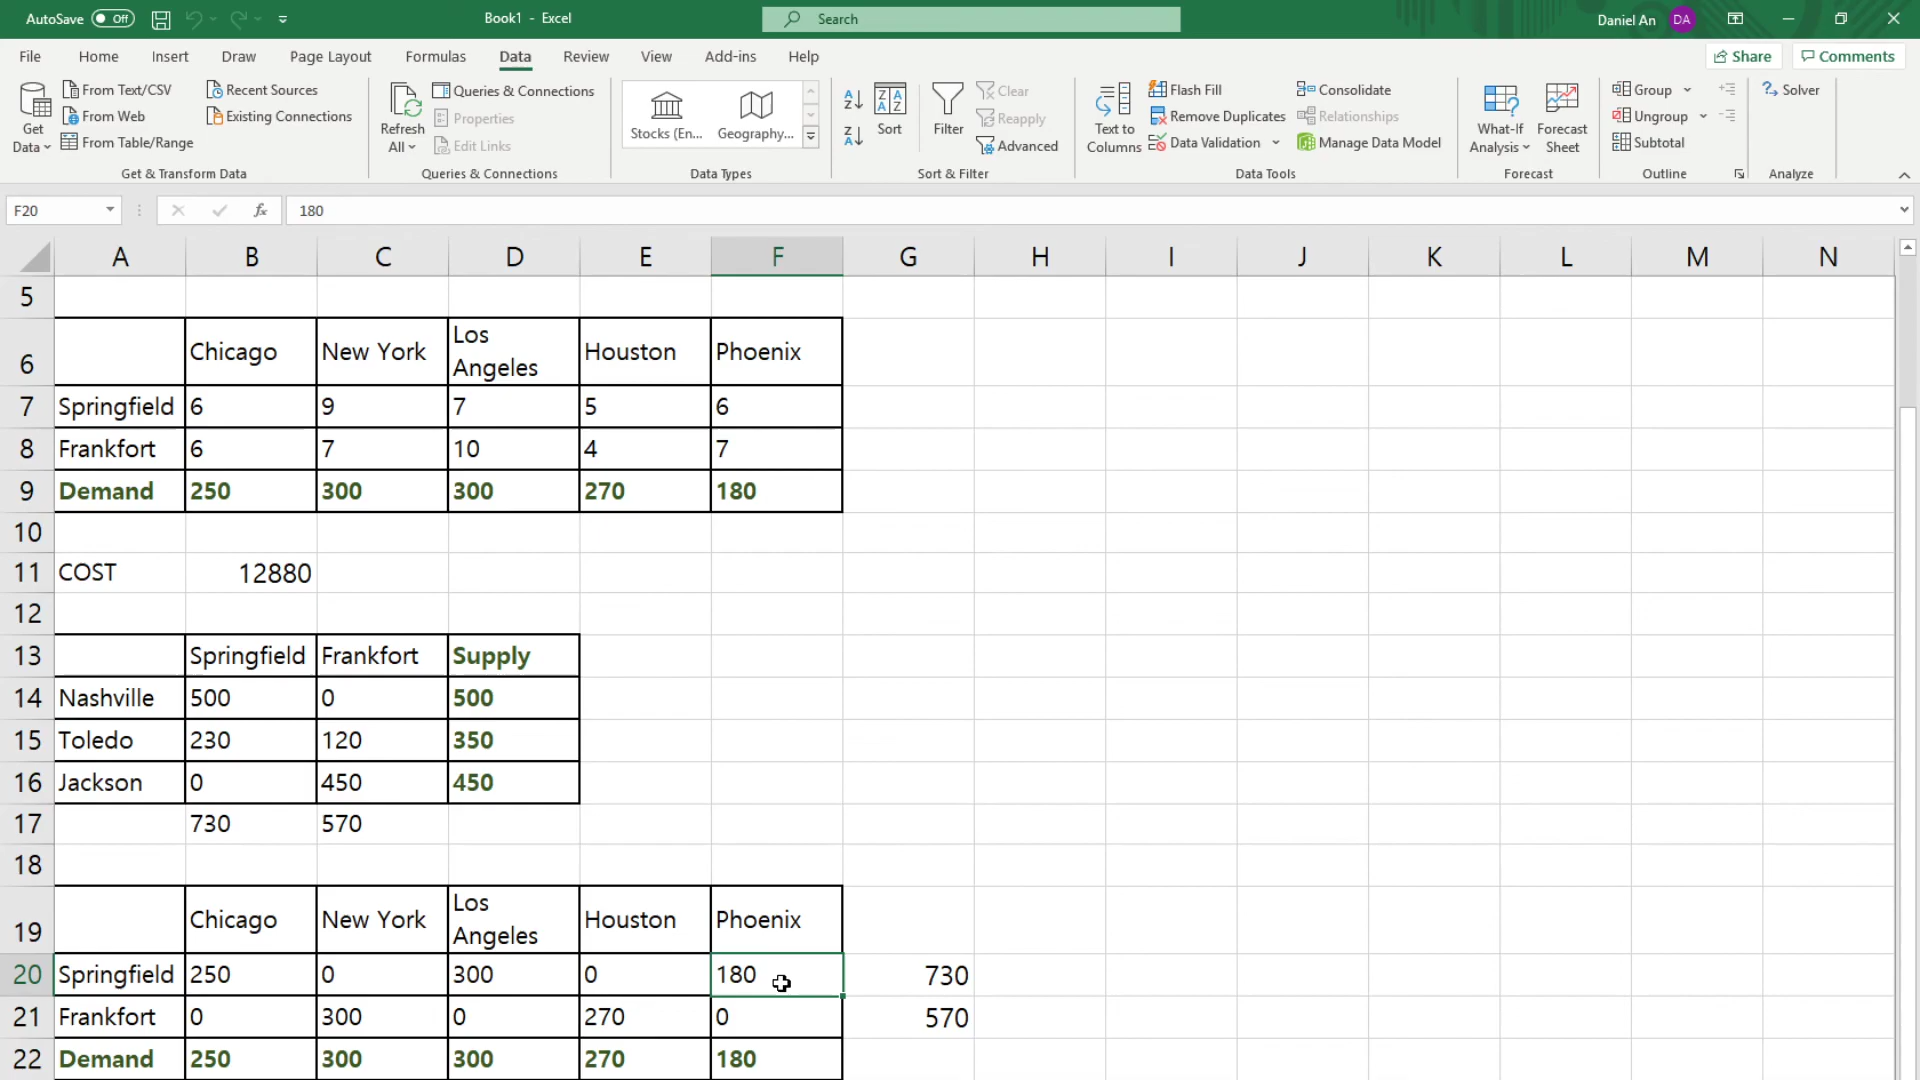 AutoSave Off Book1 - Excel Search Daniel An DA
File Home Insert Draw Page Layout Formulas Data Review View Add-ins Help Share Comments
Get Data
From Text/CSV
From Web
From Table/Range
Recent Sources
Existing Connections
Get & Transform Data
Refresh All
Queries & Connections
Properties
Edit Links
Queries & Connections
Stocks (En...
Geography...
Data Types
Sort
Filter
Clear
Reapply
Advanced
Sort & Filter
Text to Columns
Flash Fill
Remove Duplicates
Data Validation
Consolidate
Relationships
Manage Data Model
Data Tools
What-If Analysis
Forecast Sheet
Forecast
Group
Ungroup
Subtotal
Outline
Solver
Analyze
F20 fx 180
A B C D E F G H I J K L M N
5
6 Chicago New York Los Angeles Houston Phoenix
7 Springfield 6 9 7 5 6
8 Frankfort 6 7 10 4 7
9 Demand 250 300 300 270 180
10
11 COST 12880
12
13 Springfield Frankfort Supply
14 Nashville 500 0 500
15 Toledo 230 120 350
16 Jackson 0 450 450
17 730 570
18
19 Chicago New York Los Angeles Houston Phoenix
20 Springfield 250 0 300 0 180 730
21 Frankfort 0 300 0 270 0 570
22 Demand 250 300 300 270 180